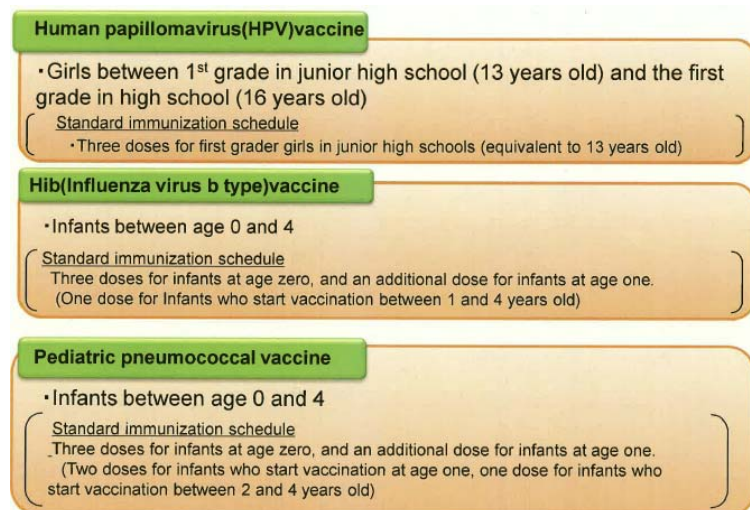 Human papillomavirus(HPV)vaccine
・Girls between 1st grade in junior high school (13 years old) and the first
grade in high school (16 years old)
Standard immunization schedule
・Three doses for first grader girls in junior high schools (equivalent to 13 years old)
Hib(Influenza virus b type)vaccine
・Infants between age 0 and 4
Standard immunization schedule
Three doses for infants at age zero, and an additional dose for infants at age one.
(One dose for Infants who start vaccination between 1 and 4 years old)
Pediatric pneumococcal vaccine
・Infants between age 0 and 4
Standard immunization schedule
Three doses for infants at age zero, and an additional dose for infants at age one.
(Two doses for infants who start vaccination at age one, one dose for infants who
start vaccination between 2 and 4 years old)